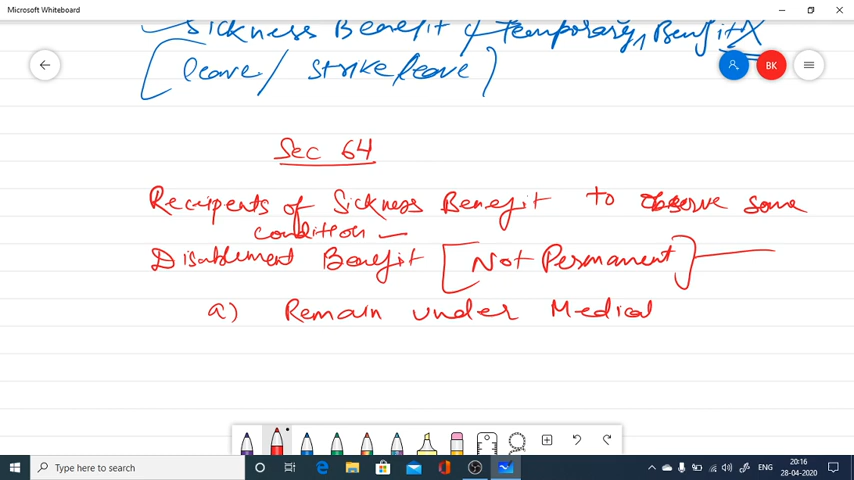 Microsoft Whiteboard
Sickness Benefit & temporary Benefit X
[leave / strike leave]
BK
Sec 64
Recipents of Sickness Benefit to observe some
condition -
Disablement Benefit [Not Permanent]
a) Remain under Medical
Type here to search
ENG
20:16
28-04-2020